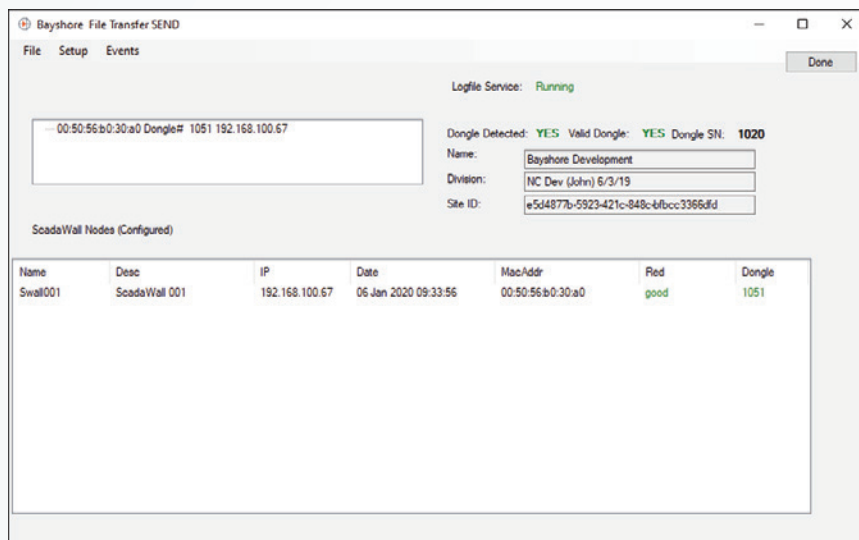 Bayshore File Transfer SEND
File Setup Events
Done
Logfile Service: Running
00:50:56:b0:30:a0 Dongle# 1051 192.168.100.67
Dongle Detected: YES Valid Dongle: YES Dongle SN: 1020
Name: Bayshore Development
Division: NC Dev (John) 6/3/19
Site ID: e5d4877b-5923-421c-848c-bfbcc3366dfd
ScadaWall Nodes (Configured)
Name Desc IP Date MacAddr Red Dongle
Swall001 ScadaWall 001 192.168.100.67 06 Jan 2020 09:33:56 00:50:56:b0:30:a0 good 1051